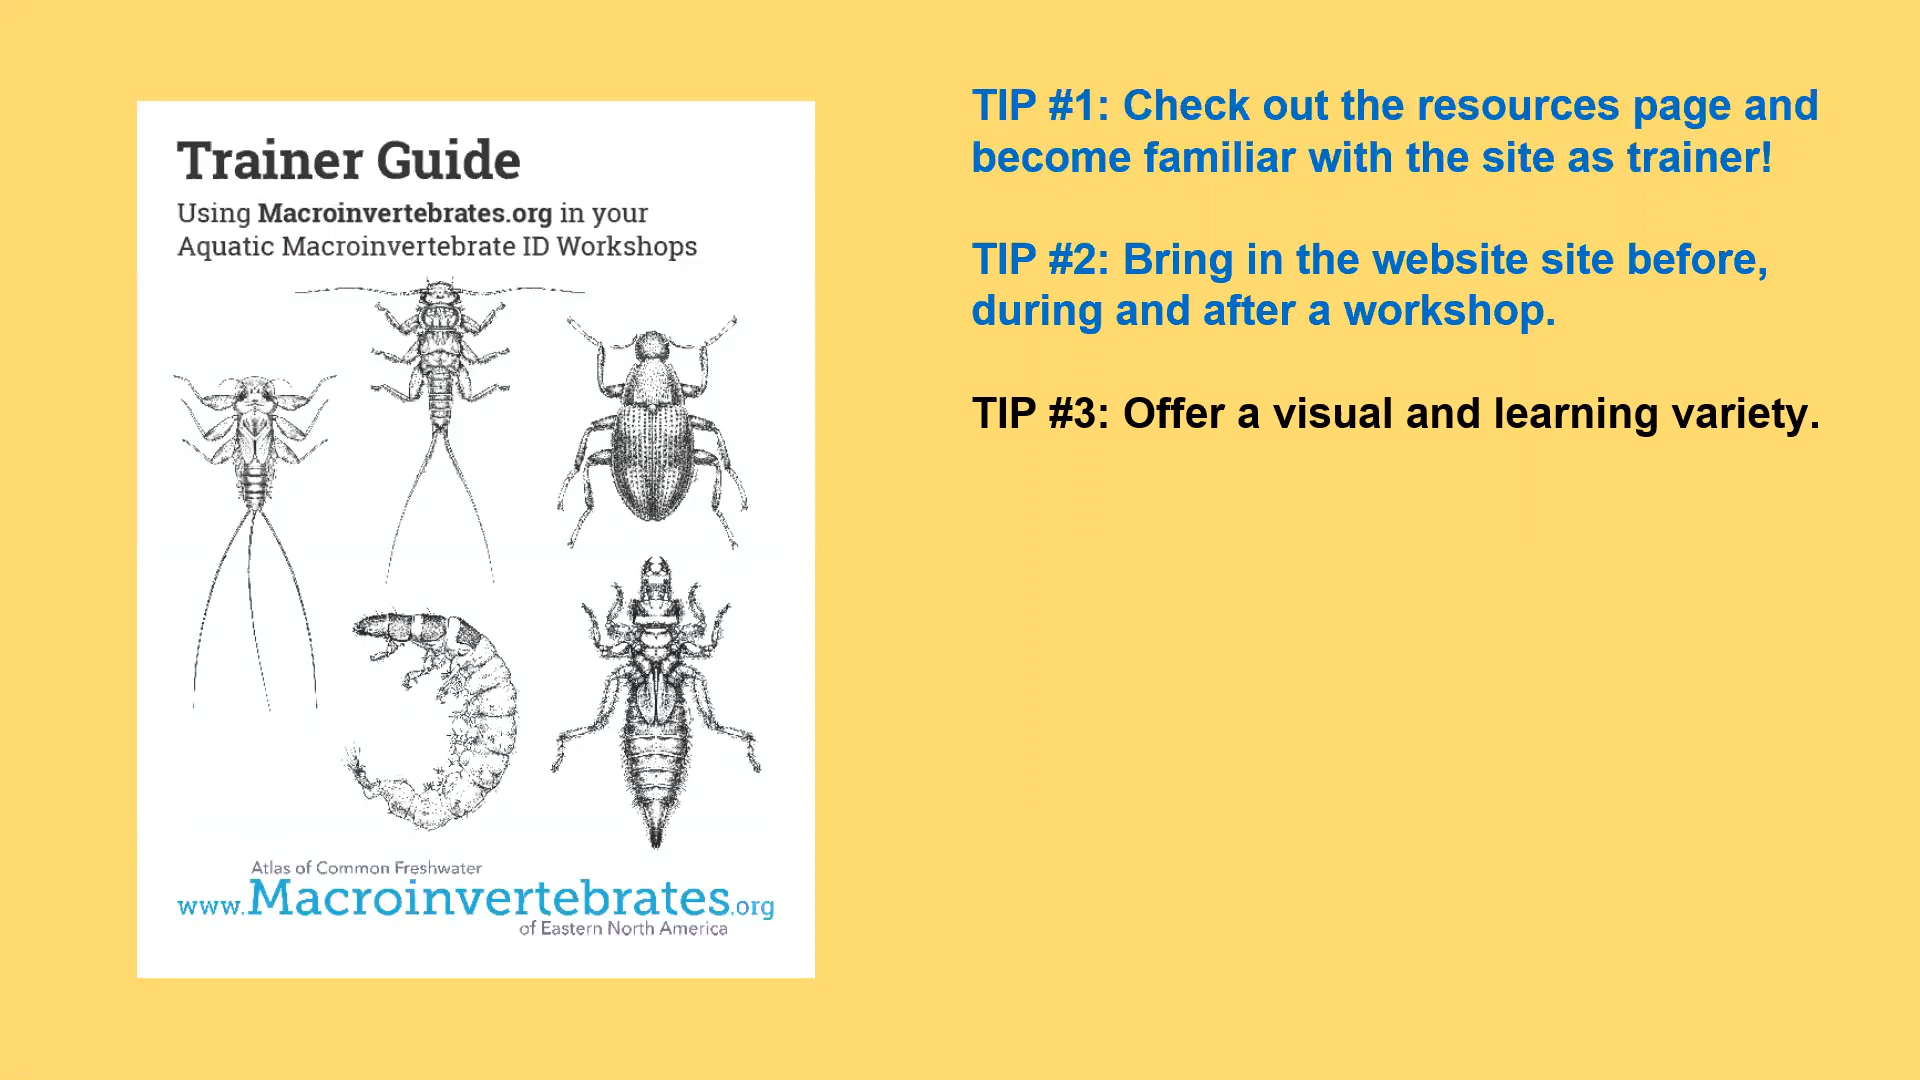 Trainer Guide
Using Macroinvertebrates.org in your
Aquatic Macroinvertebrate ID Workshops
Atlas of Common Freshwater
www.Macroinvertebrates.org
of Eastern North America
TIP #1: Check out the resources page and
become familiar with the site as trainer!
TIP #2: Bring in the website site before,
during and after a workshop.
TIP #3: Offer a visual and learning variety.